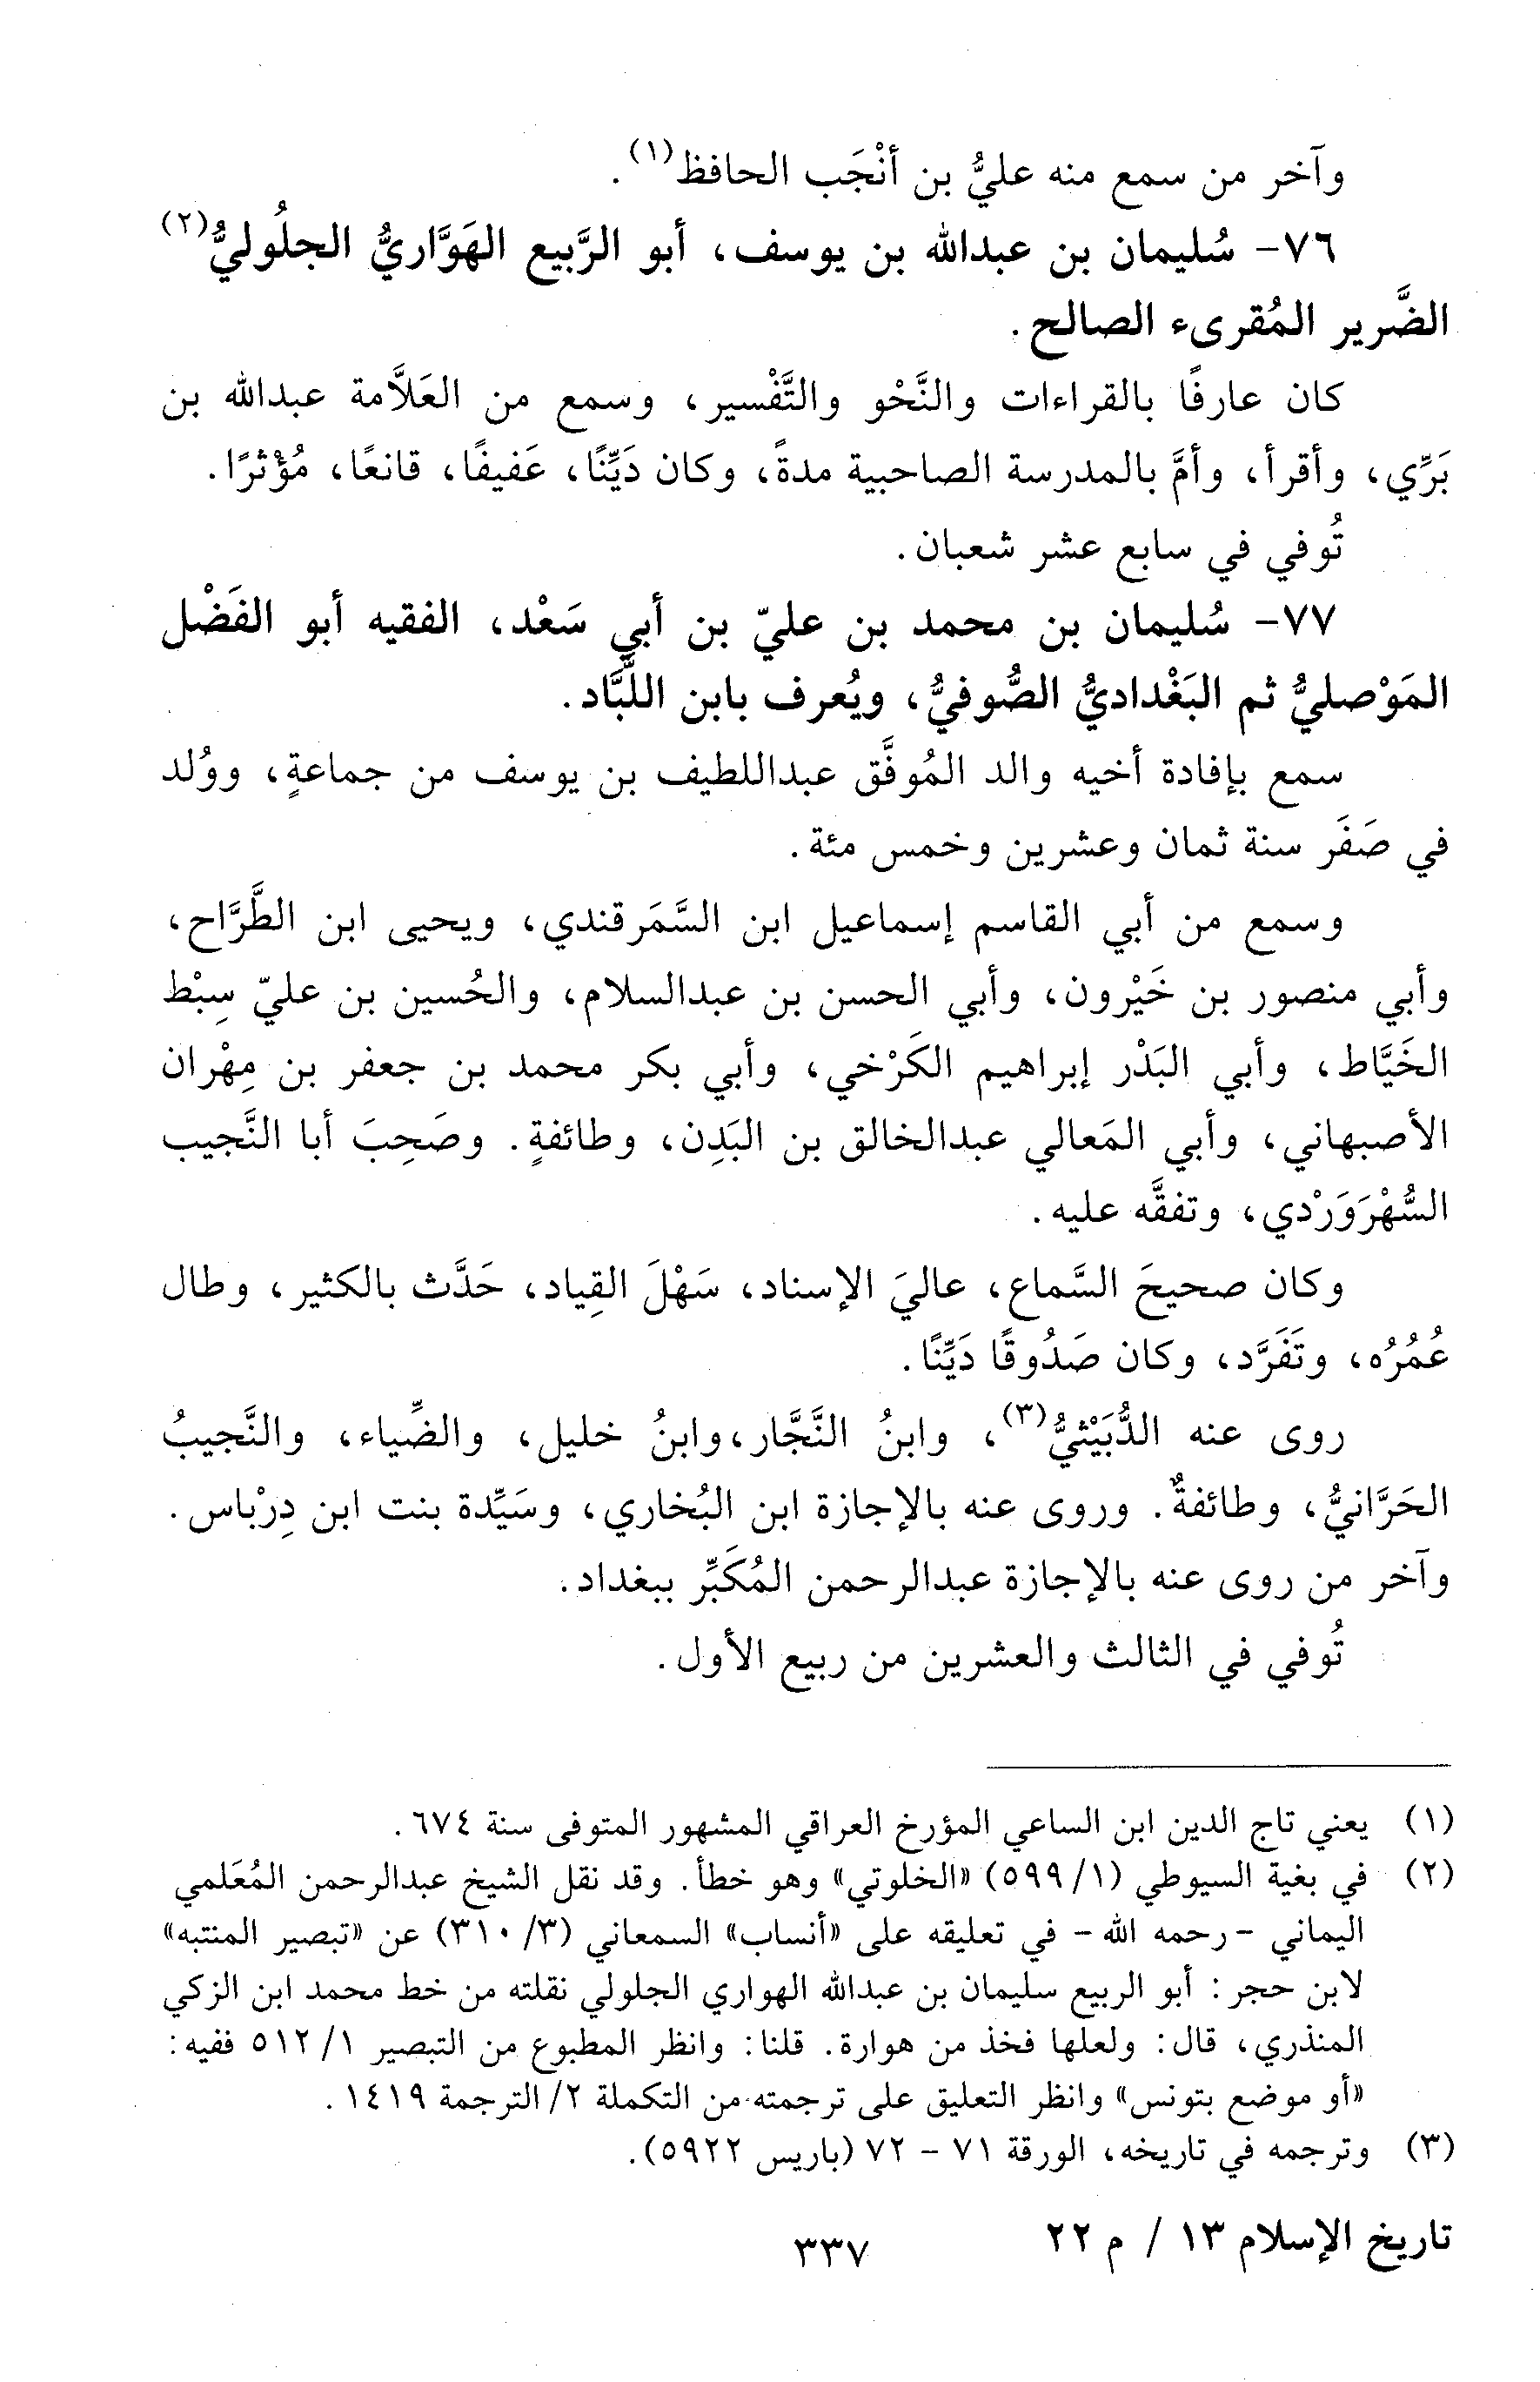 وآخر من سمع منه عليُّ بن أنْجَب الحافظ(١).
٧٦- سُليمان بن عبدالله بن يوسف، أبو الرَّبيع الهَوَّاريُّ الجلُوليُّ(٢)
الضَّرير المُقرىء الصالح.
كان عارفًا بالقراءات والنَّحْو والتَّفْسير، وسمع من العَلاَّمة عبدالله بن
بَرِّي، وأقرأ، وأمَّ بالمدرسة الصاحبية مدةً، وكان دَيِّنًا، عَفيفًا، قانعًا، مُؤْثرًا.
تُوفي في سابع عشر شعبان.
٧٧- سُليمان بن محمد بن عليّ بن أبي سَعْد، الفقيه أبو الفَضْل
المَوْصليُّ ثم البَغْداديُّ الصُّوفيُّ، ويُعرف بابن اللَّبَّاد.
سمع بإفادة أخيه والد المُوفَّق عبداللطيف بن يوسف من جماعةٍ، ووُلد
في صَفَر سنة ثمان وعشرين وخمس مئة.
وسمع من أبي القاسم إسماعيل ابن السَّمَرقندي، ويحيى ابن الطَّرَّاح،
وأبي منصور بن خَيْرون، وأبي الحسن بن عبدالسلام، والحُسين بن عليّ سِبْط
الخَيَّاط، وأبي البَدْر إبراهيم الكَرْخي، وأبي بكر محمد بن جعفر بن مِهْران
الأصبهاني، وأبي المَعالي عبدالخالق بن البَدِن، وطائفةٍ. وصَحِبَ أبا النَّجيب
السُّهْرَوَرْدي، وتفقَّه عليه.
وكان صحيحَ السَّماع، عاليَ الإسناد، سَهْلَ القِياد، حَدَّث بالكثير، وطال
عُمُرُه، وتَفَرَّد، وكان صَدُوقًا دَيِّنًا.
روى عنه الدُّبَيْثيُّ(٣)، وابنُ النَّجَّار،وابنُ خليل، والضِّياء، والنَّجيبُ
الحَرَّانيُّ، وطائفةٌ. وروى عنه بالإجازة ابن البُخاري، وسَيِّدة بنت ابن دِرْباس.
وآخر من روى عنه بالإجازة عبدالرحمن المُكَبِّر ببغداد.
تُوفي في الثالث والعشرين من ربيع الأول.
(١) يعني تاج الدين ابن الساعي المؤرخ العراقي المشهور المتوفى سنة ٦٧٤.
(٢) في بغية السيوطي (١/ ٥٩٩) «الخلوتي» وهو خطأ. وقد نقل الشيخ عبدالرحمن المُعَلمي
اليماني - رحمه الله - في تعليقه على «أنساب» السمعاني (٣/ ٣١٠) عن «تبصير المنتبه»
لابن حجر: أبو الربيع سليمان بن عبدالله الهواري الجلولي نقلته من خط محمد ابن الزكي
المنذري، قال: ولعلها فخذ من هوارة. قلنا: وانظر المطبوع من التبصير ١/ ٥١٢ ففيه:
«أو موضع بتونس» وانظر التعليق على ترجمته من التكملة ٢/ الترجمة ١٤١٩.
(٣) وترجمه في تاريخه، الورقة ٧١ - ٧٢ (باريس ٥٩٢٢).
تاريخ الإسلام ١٣ / م ٢٢
٣٣٧